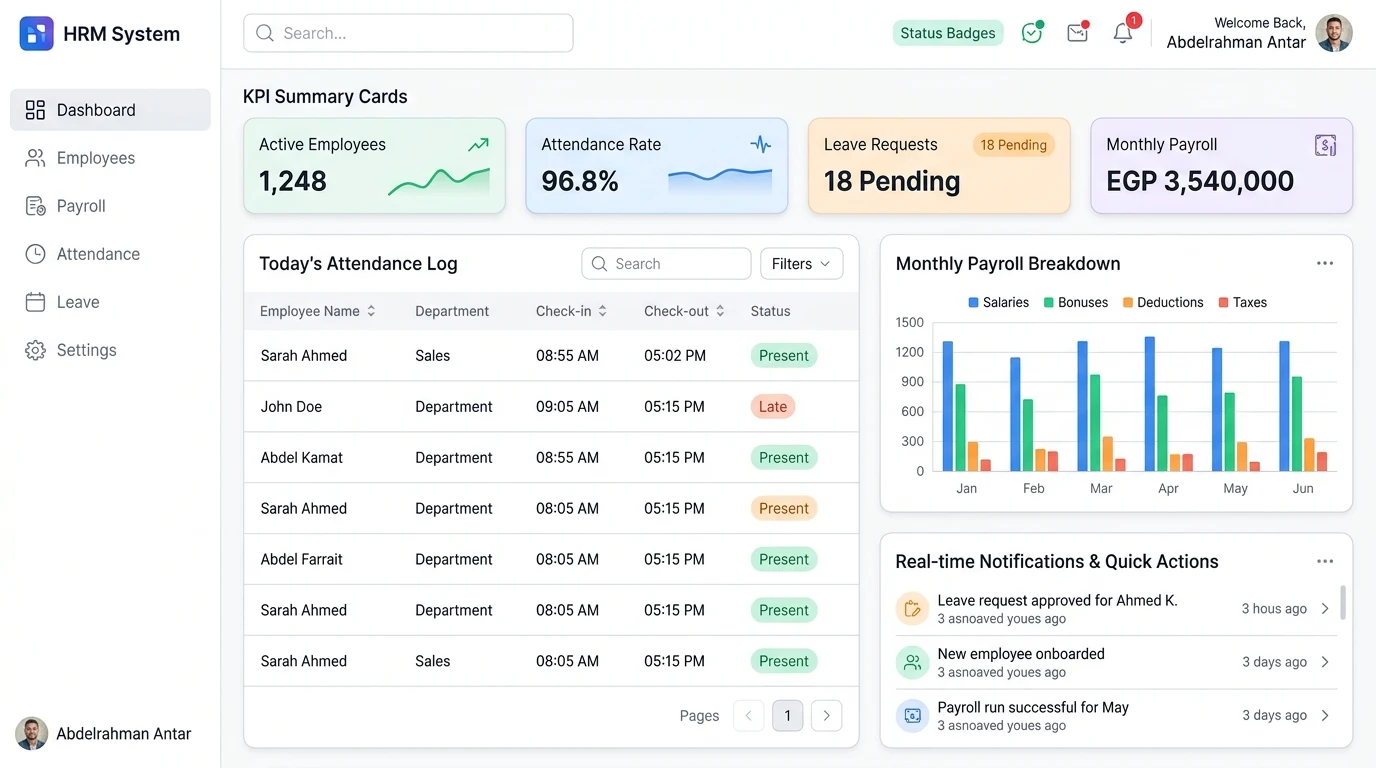 HRM System
Search...
Status Badges
1
Welcome Back,
Abdelrahman Antar
Dashboard
Employees
Payroll
Attendance
Leave
Settings
Abdelrahman Antar
KPI Summary Cards
Active Employees
1,248
Attendance Rate
96.8%
Leave Requests 18 Pending
18 Pending
Monthly Payroll
$
EGP 3,540,000
Today's Attendance Log Search Filters
Employee Name Department Check-in Check-out Status
Sarah Ahmed Sales 08:55 AM 05:02 PM Present
John Doe Department 09:05 AM 05:15 PM Late
Abdel Kamat Department 08:55 AM 05:15 PM Present
Sarah Ahmed Department 08:05 AM 05:15 PM Present
Abdel Farrait Department 08:05 AM 05:15 PM Present
Sarah Ahmed Department 08:05 AM 05:15 PM Present
Sarah Ahmed Sales 08:05 AM 05:15 PM Present
Pages 1
Monthly Payroll Breakdown
Salaries Bonuses Deductions Taxes
1500
1200
900
600
300
0
Jan Feb Mar Apr May Jun
Real-time Notifications & Quick Actions
Leave request approved for Ahmed K.
3 asnoaved youes ago
3 hous ago
New employee onboarded
3 asnoaved youes ago
3 days ago
Payroll run successful for May
3 asnoaved youes ago
3 days ago